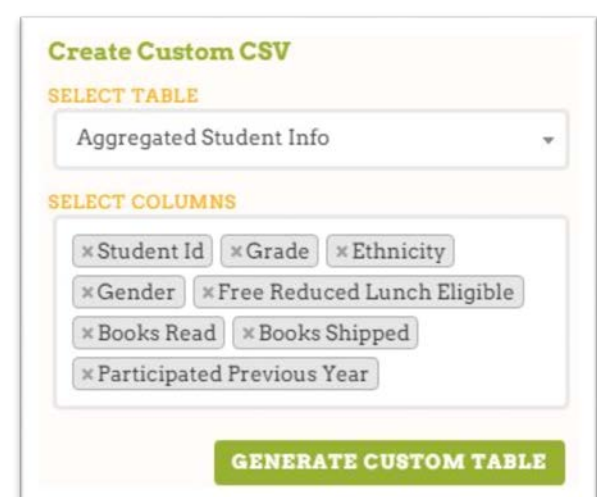 Create Custom CSV
SELECT TABLE
Aggregated Student Info
SELECT COLUMNS
×Student Id ×Grade ×Ethnicity
×Gender ×Free Reduced Lunch Eligible
×Books Read ×Books Shipped
×Participated Previous Year
GENERATE CUSTOM TABLE